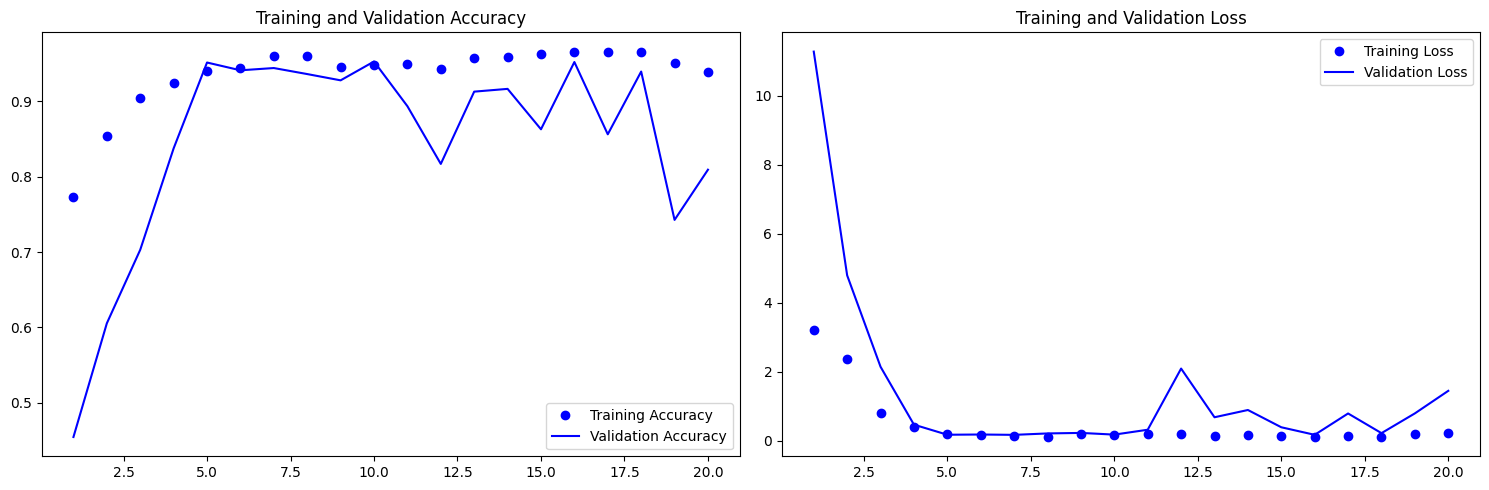 Training and Validation Accuracy
0.9
0.8
0.7
0.6
0.5
Training Accuracy
Validation Accuracy
2.5 5.0 7.5 10.0 12.5 15.0 17.5 20.0
Training and Validation Loss
Training Loss
Validation Loss
10
8
6
4
2
0
2.5 5.0 7.5 10.0 12.5 15.0 17.5 20.0